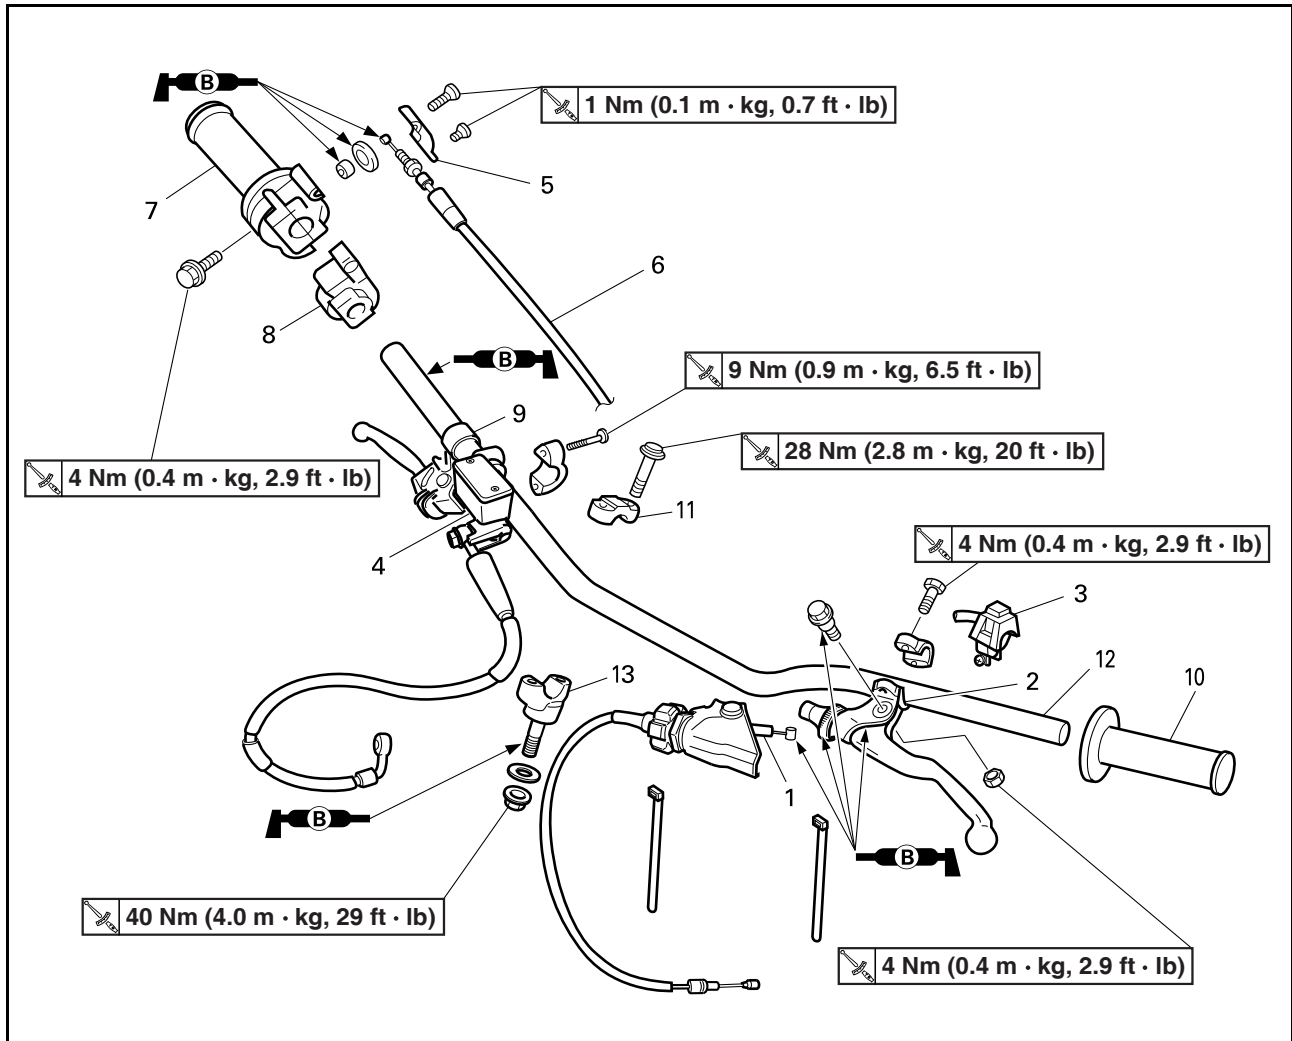 B
1 Nm (0.1 m · kg, 0.7 ft · lb)
5
7
6
8
B
9 Nm (0.9 m · kg, 6.5 ft · lb)
9
28 Nm (2.8 m · kg, 20 ft · lb)
4 Nm (0.4 m · kg, 2.9 ft · lb)
11
4 Nm (0.4 m · kg, 2.9 ft · lb)
4
3
12
13
2
10
1
B
B
40 Nm (4.0 m · kg, 29 ft · lb)
4 Nm (0.4 m · kg, 2.9 ft · lb)